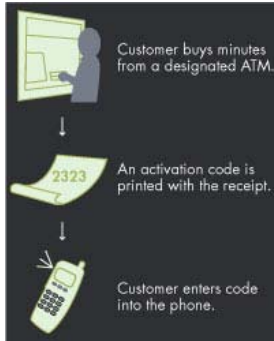 Customer buys minutes
from a designated ATM.
2323
An activation code is
printed with the receipt.
Customer enters code
into the phone.